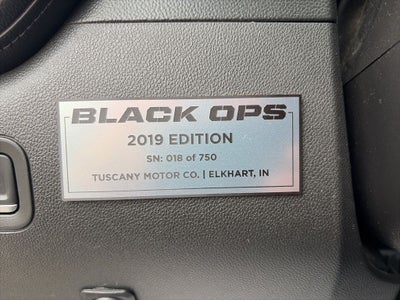 BLACK OPS
2019 EDITION
SN: 018 of 750
TUSCANY MOTOR CO. | ELKHART, IN